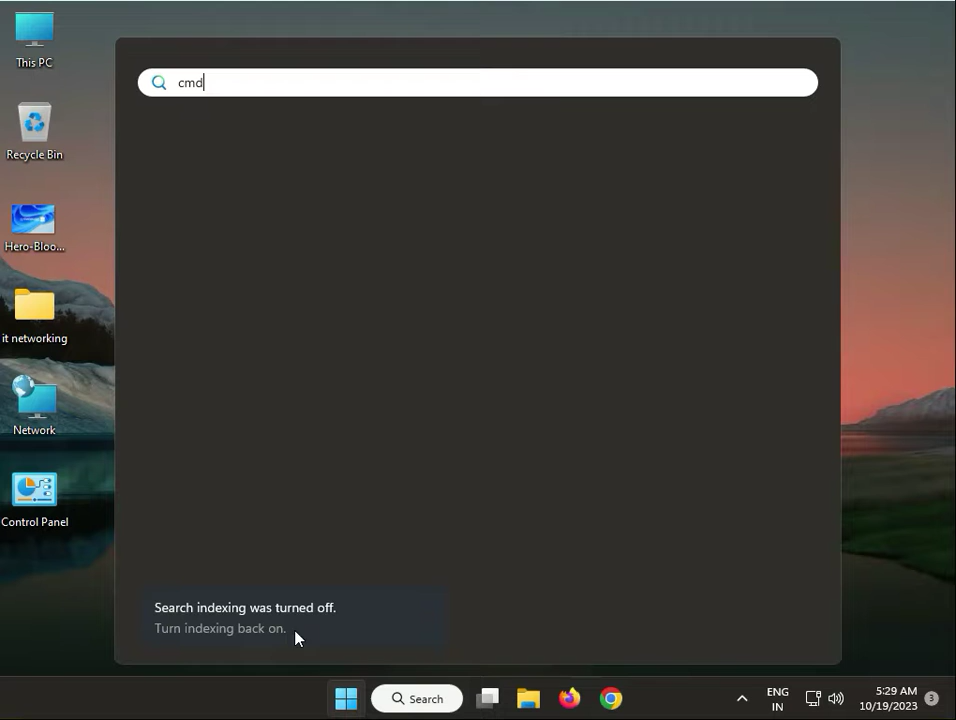 This PC
Recycle Bin
Hero-Bloo...
it networking
Network
Control Panel
cmd
Search indexing was turned off.
Turn indexing back on.
Search
ENG
IN
5:29 AM
10/19/2023
3